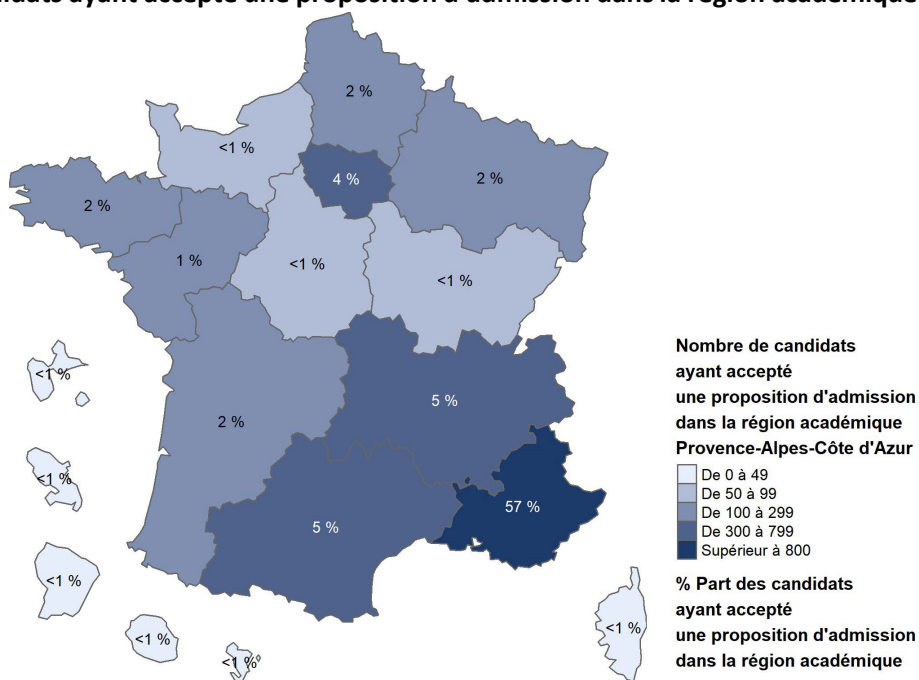 didats ayant accepté une proposition d'admission dans la région académique
2 %
<1 %
4 %
2 %
2 %
1 %
<1 %
<1 %
<1 %
5 %
2 %
<1 %
57 %
5 %
<1 %
<1 %
<1 %
<1 %
Nombre de candidats
ayant accepté
une proposition d'admission
dans la région académique
Provence-Alpes-Côte d'Azur
De 0 à 49
De 50 à 99
De 100 à 299
De 300 à 799
Supérieur à 800
% Part des candidats
ayant accepté
une proposition d'admission
dans la région académique